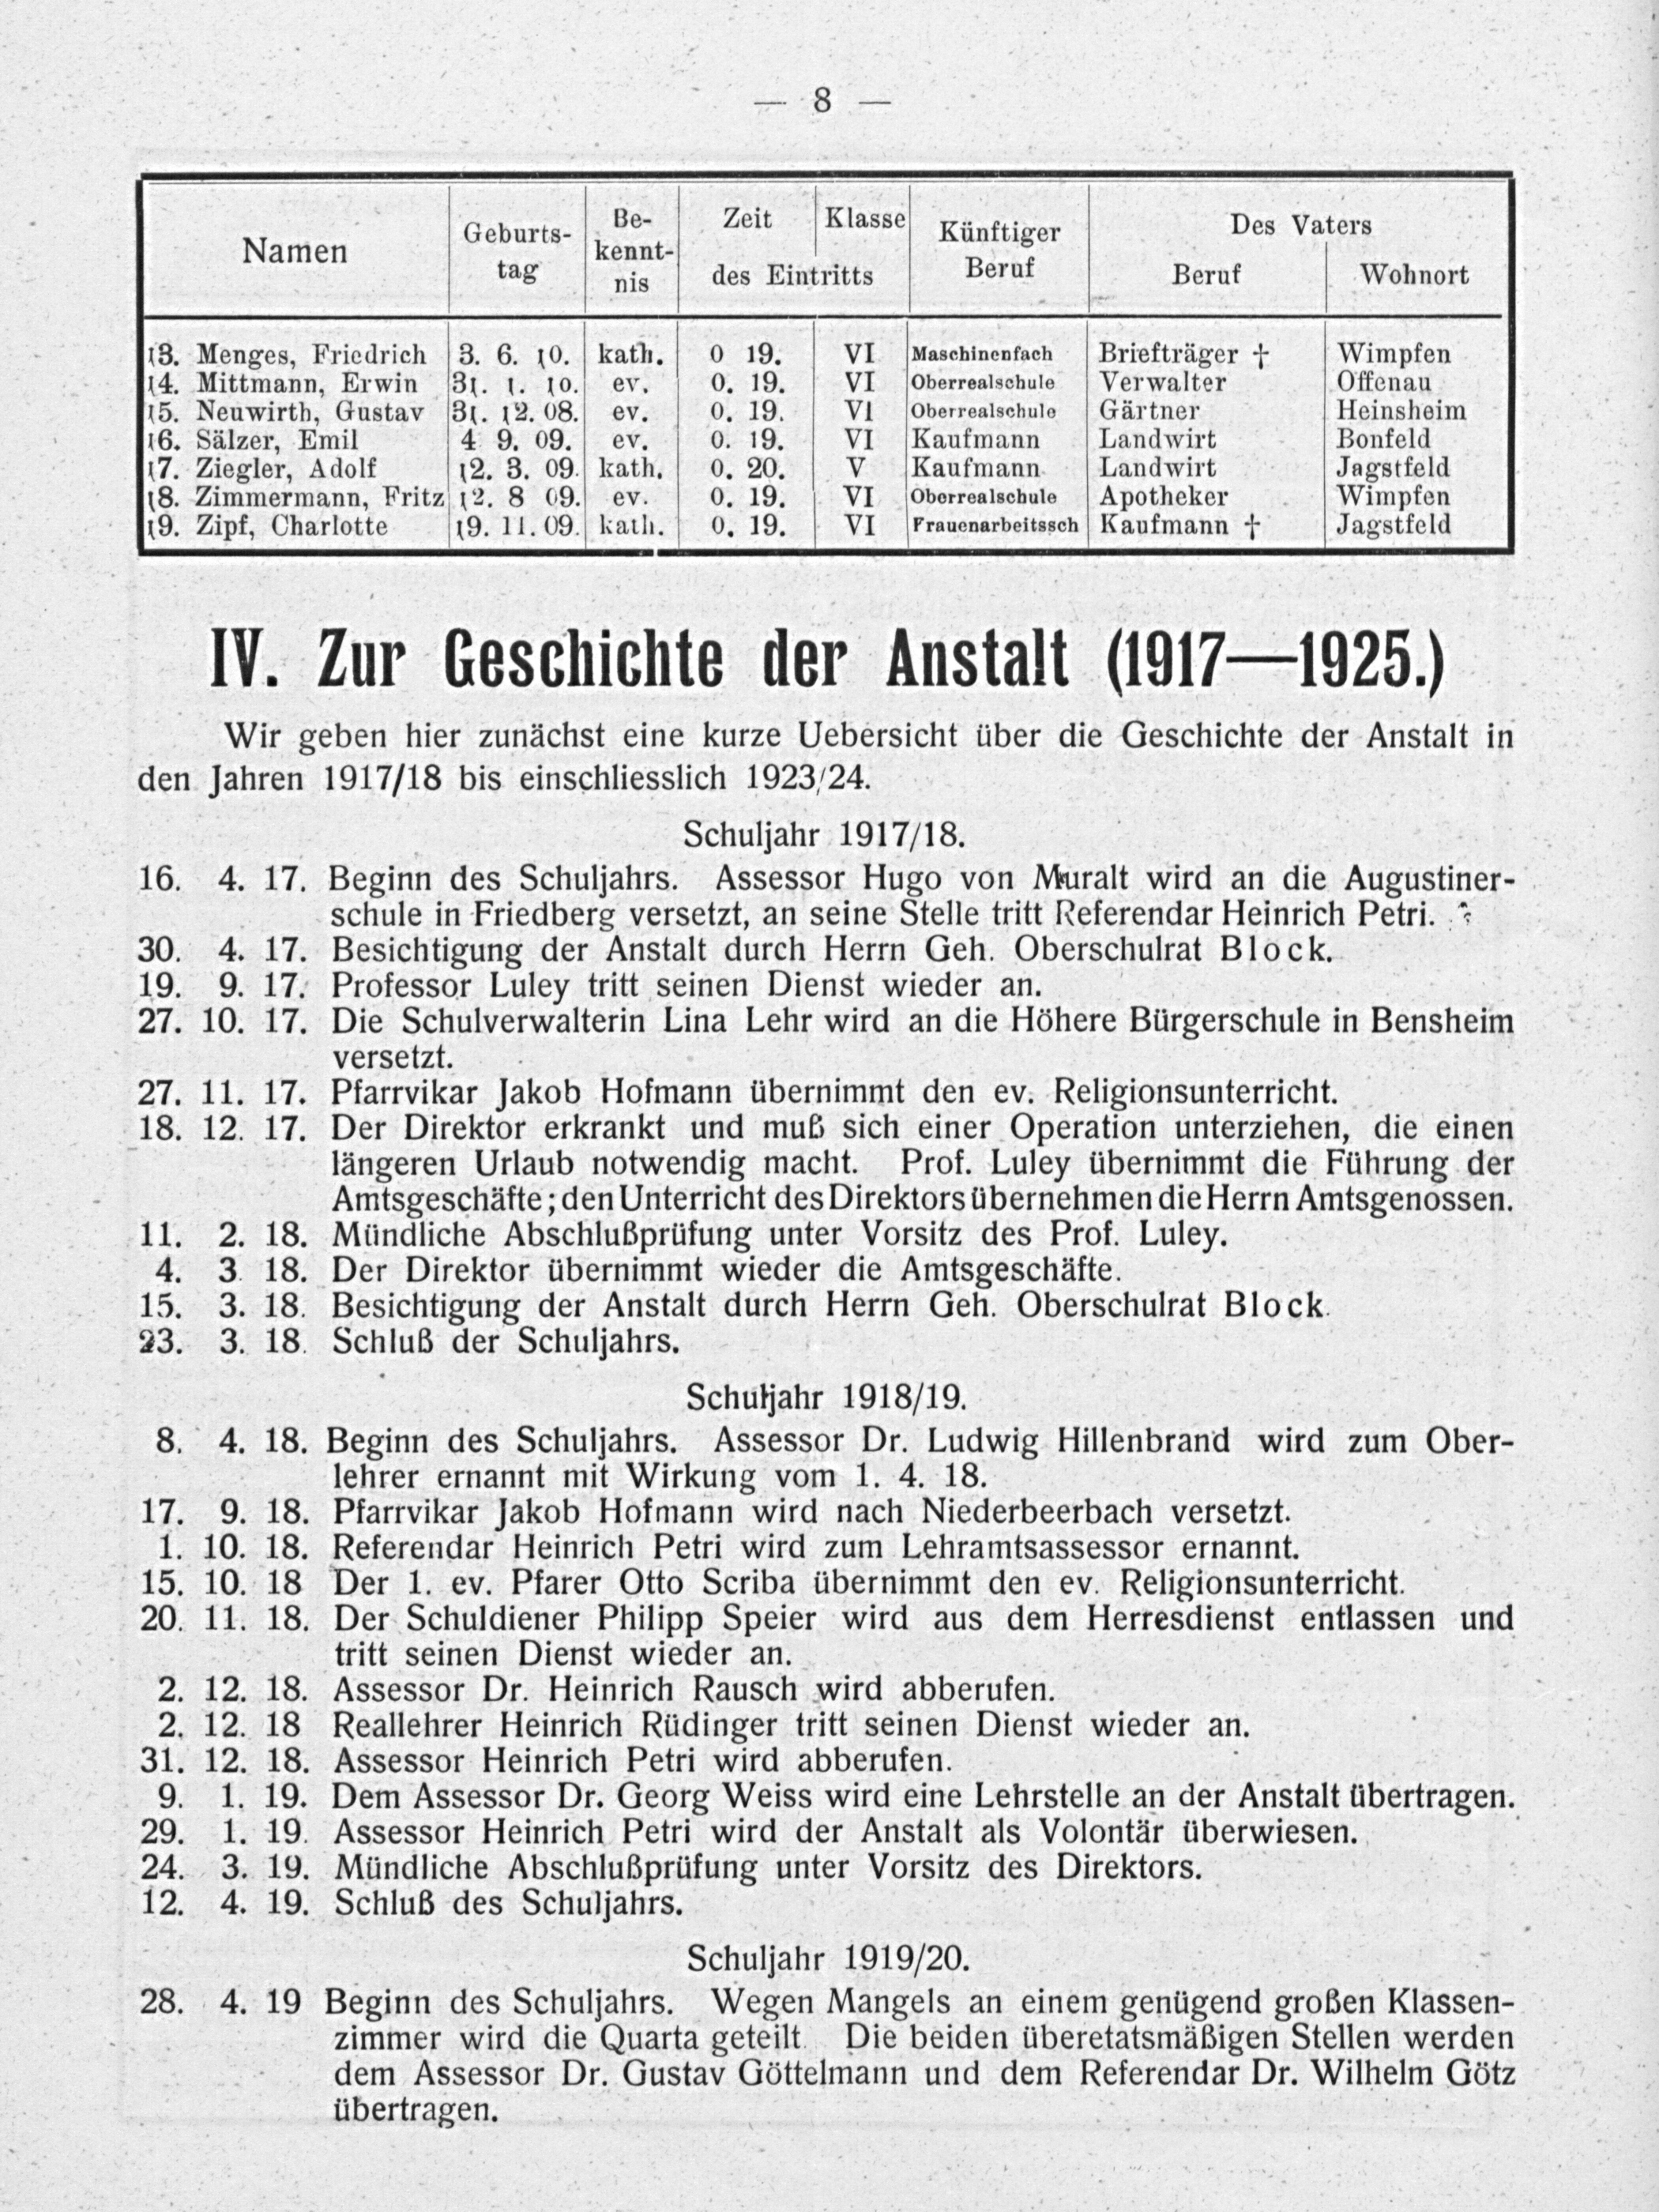 — 8 —
Namen Geburts- tag Be- kennt- nis Zeit Klasse des Eintritts Künftiger Beruf Des Vaters Beruf Wohnort
13. Menges, Friedrich 3. 6. 10. kath. 0 19. VI Maschinenfach Briefträger † Wimpfen
14. Mittmann, Erwin 31. 1. 10. ev. 0. 19. VI Oberrealschule Verwalter Offenau
15. Neuwirth, Gustav 31. 12. 08. ev. 0. 19. VI Oberrealschule Gärtner Heinsheim
16. Sälzer, Emil 4 9. 09. ev. 0. 19. VI Kaufmann Landwirt Bonfeld
17. Ziegler, Adolf 12. 3. 09. kath. 0. 20. V Kaufmann Landwirt Jagstfeld
18. Zimmermann, Fritz 12. 8 09. ev. 0. 19. VI Oberrealschule Apotheker Wimpfen
19. Zipf, Charlotte 19. 11. 09. kath. 0. 19. VI Frauenarbeitssch Kaufmann † Jagstfeld
IV. Zur Geschichte der Anstalt (1917—1925.)
Wir geben hier zunächst eine kurze Uebersicht über die Geschichte der Anstalt in
den Jahren 1917/18 bis einschliesslich 1923/24.
Schuljahr 1917/18.
16. 4. 17. Beginn des Schuljahrs. Assessor Hugo von Muralt wird an die Augustiner-
schule in Friedberg versetzt, an seine Stelle tritt Referendar Heinrich Petri.
30. 4. 17. Besichtigung der Anstalt durch Herrn Geh. Oberschulrat Block.
19. 9. 17. Professor Luley tritt seinen Dienst wieder an.
27. 10. 17. Die Schulverwalterin Lina Lehr wird an die Höhere Bürgerschule in Bensheim
versetzt.
27. 11. 17. Pfarrvikar Jakob Hofmann übernimmt den ev. Religionsunterricht.
18. 12. 17. Der Direktor erkrankt und muß sich einer Operation unterziehen, die einen
längeren Urlaub notwendig macht. Prof. Luley übernimmt die Führung der
Amtsgeschäfte; den Unterricht des Direktors übernehmen die Herrn Amtsgenossen.
11. 2. 18. Mündliche Abschlußprüfung unter Vorsitz des Prof. Luley.
4. 3. 18. Der Direktor übernimmt wieder die Amtsgeschäfte.
15. 3. 18. Besichtigung der Anstalt durch Herrn Geh. Oberschulrat Block.
23. 3. 18. Schluß der Schuljahrs.
Schuljahr 1918/19.
8. 4. 18. Beginn des Schuljahrs. Assessor Dr. Ludwig Hillenbrand wird zum Ober-
lehrer ernannt mit Wirkung vom 1. 4. 18.
17. 9. 18. Pfarrvikar Jakob Hofmann wird nach Niederbeerbach versetzt.
1. 10. 18. Referendar Heinrich Petri wird zum Lehramtsassessor ernannt.
15. 10. 18 Der 1. ev. Pfarer Otto Scriba übernimmt den ev. Religionsunterricht.
20. 11. 18. Der Schuldiener Philipp Speier wird aus dem Herresdienst entlassen und
tritt seinen Dienst wieder an.
2. 12. 18. Assessor Dr. Heinrich Rausch wird abberufen.
2. 12. 18 Reallehrer Heinrich Rüdinger tritt seinen Dienst wieder an.
31. 12. 18. Assessor Heinrich Petri wird abberufen.
9. 1. 19. Dem Assessor Dr. Georg Weiss wird eine Lehrstelle an der Anstalt übertragen.
29. 1. 19. Assessor Heinrich Petri wird der Anstalt als Volontär überwiesen.
24. 3. 19. Mündliche Abschlußprüfung unter Vorsitz des Direktors.
12. 4. 19. Schluß des Schuljahrs.
Schuljahr 1919/20.
28. 4. 19 Beginn des Schuljahrs. Wegen Mangels an einem genügend großen Klassen-
zimmer wird die Quarta geteilt. Die beiden überetatsmäßigen Stellen werden
dem Assessor Dr. Gustav Göttelmann und dem Referendar Dr. Wilhelm Götz
übertragen.